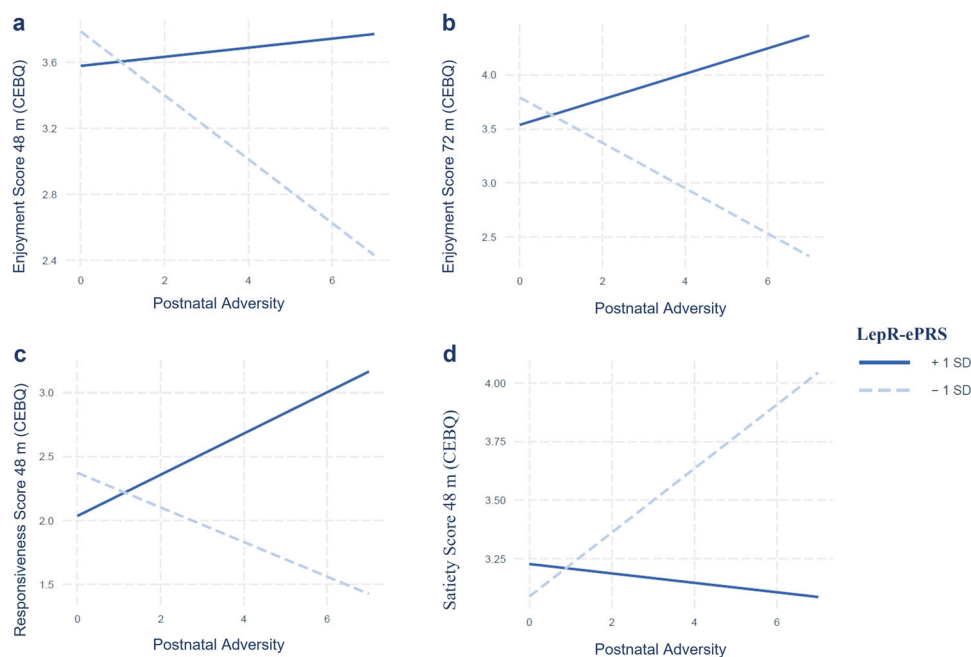 a
Enjoyment Score 48 m (CEBQ)
3.6
3.2
2.8
2.4
0 2 4 6
Postnatal Adversity
b
Enjoyment Score 72 m (CEBQ)
4.0
3.5
3.0
2.5
0 2 4 6
Postnatal Adversity
c
Responsiveness Score 48 m (CEBQ)
3.0
2.5
2.0
1.5
0 2 4 6
Postnatal Adversity
d
Satiety Score 48 m (CEBQ)
4.00
3.75
3.50
3.25
0 2 4 6
Postnatal Adversity
LepR-ePRS
+ 1 SD
− 1 SD